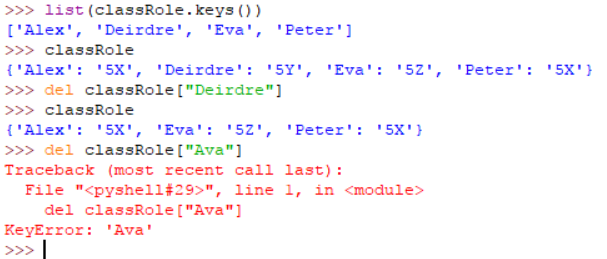 >>> list(classRole.keys())
['Alex', 'Deirdre', 'Eva', 'Peter']
>>> classRole
{'Alex': '5X', 'Deirdre': '5Y', 'Eva': '5Z', 'Peter': '5X'}
>>> del classRole["Deirdre"]
>>> classRole
{'Alex': '5X', 'Eva': '5Z', 'Peter': '5X'}
>>> del classRole["Ava"]
Traceback (most recent call last):
  File "<pyshell#29>", line 1, in <module>
    del classRole["Ava"]
KeyError: 'Ava'
>>>